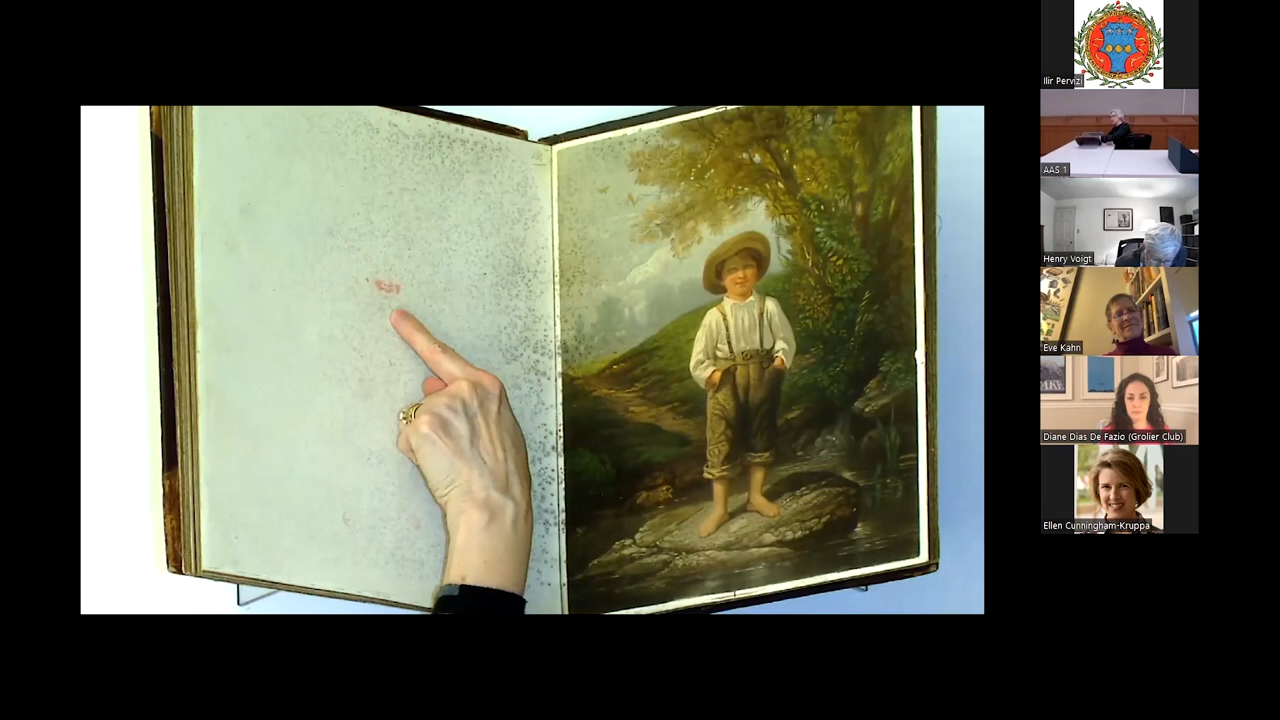 Ilir Pervizi
AAS 1
Henry Voigt
Eve Kahn
Diane Dias De Fazio (Grolier Club)
Ellen Cunningham-Kruppa